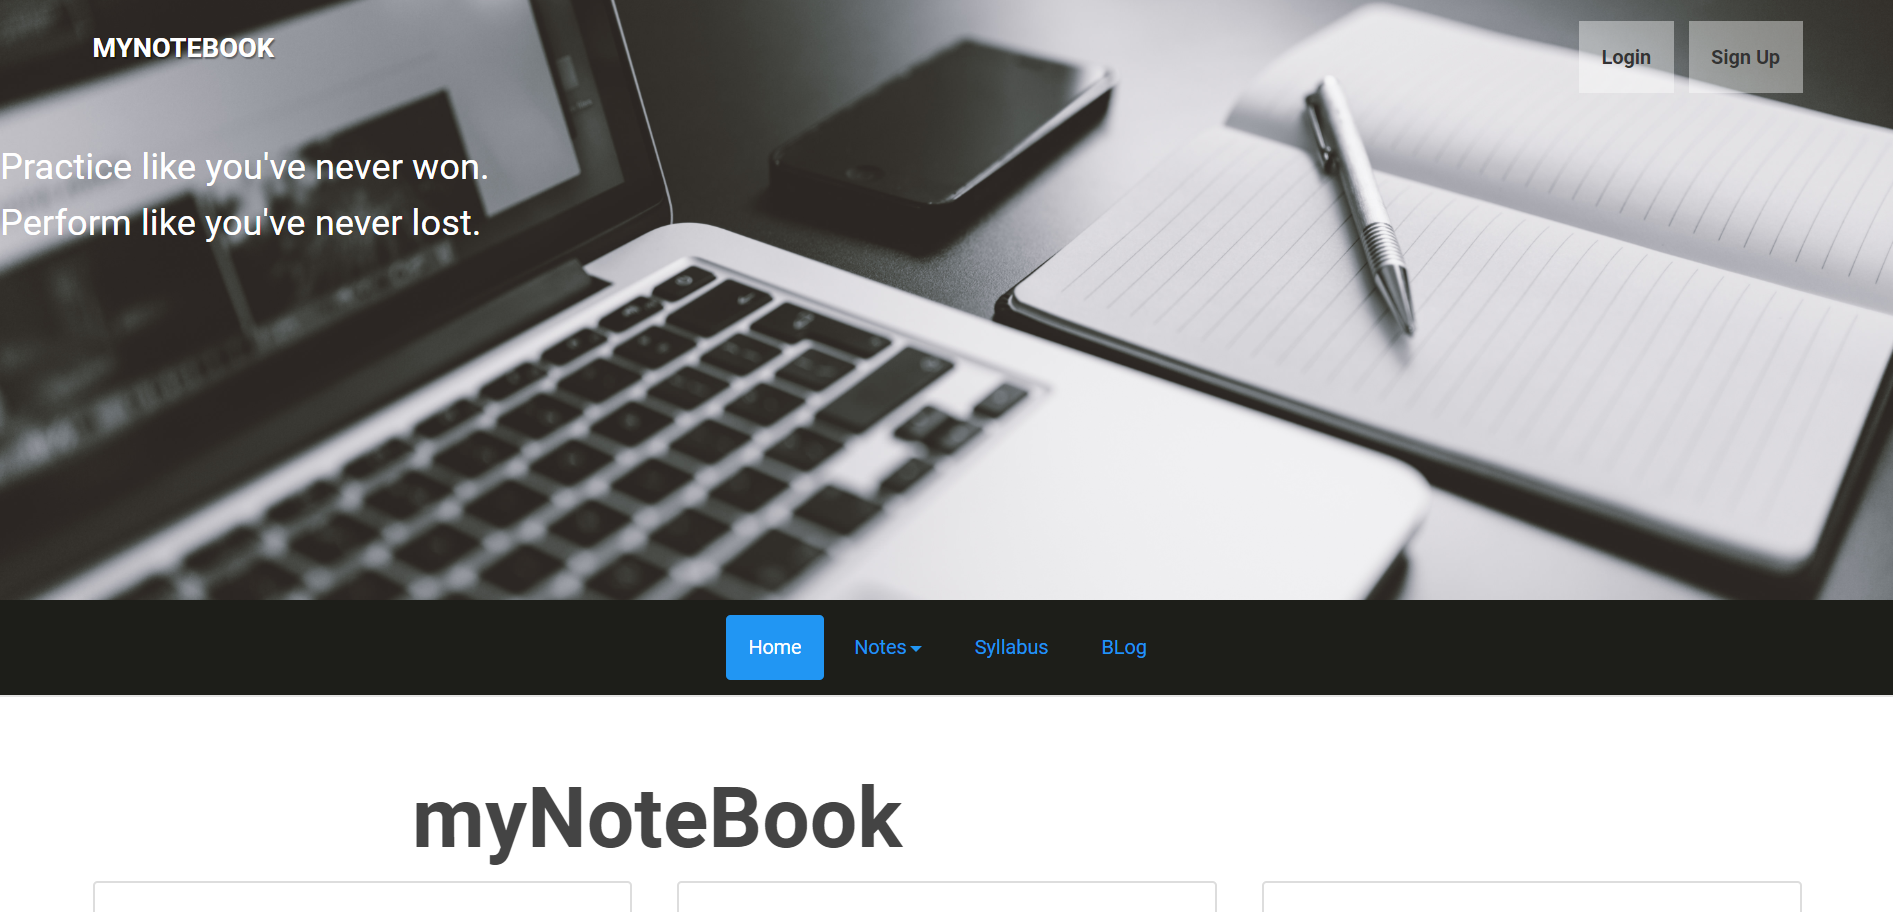 MYNOTEBOOK
Login
Sign Up
Practice like you've never won.
Perform like you've never lost.
Home
Notes
Syllabus
BLog
myNoteBook